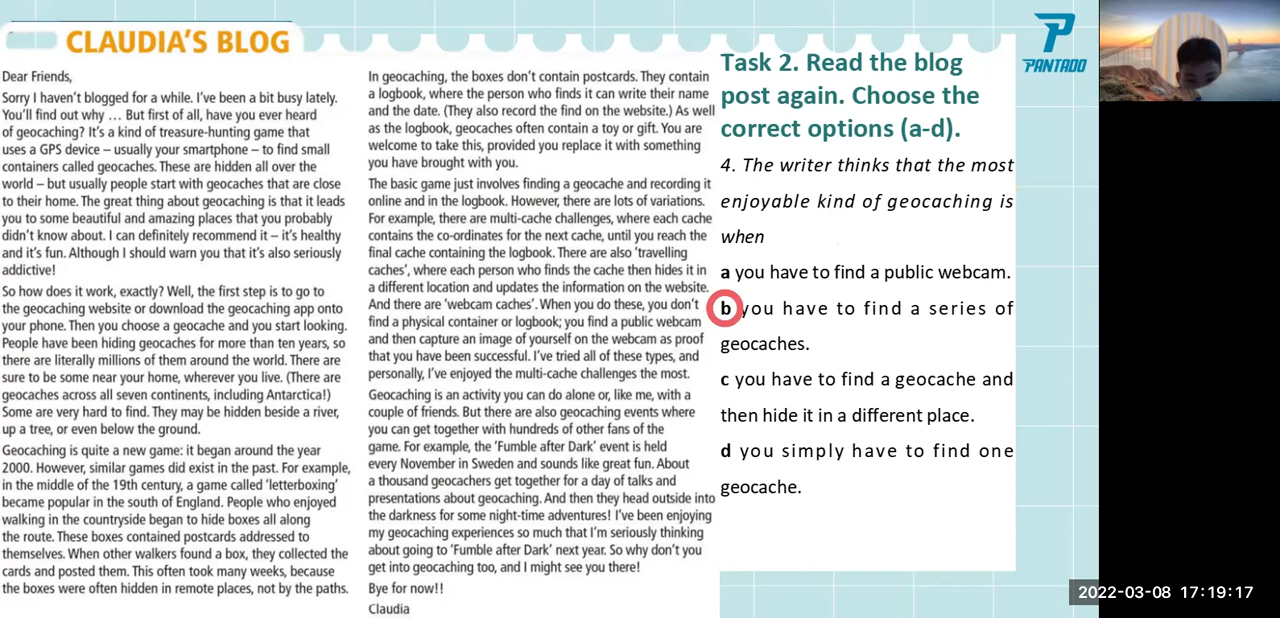 CLAUDIA'S BLOG
Dear Friends,
Sorry I haven't blogged for a while. I've been a bit busy lately.
You'll find out why … But first of all, have you ever heard
of geocaching? It's a kind of treasure-hunting game that
uses a GPS device – usually your smartphone – to find small
containers called geocaches. These are hidden all over the
world – but usually people start with geocaches that are close
to their home. The great thing about geocaching is that it leads
you to some beautiful and amazing places that you probably
didn't know about. I can definitely recommend it – it's healthy
and it's fun. Although I should warn you that it's also seriously
addictive!
So how does it work, exactly? Well, the first step is to go to
the geocaching website or download the geocaching app onto
your phone. Then you choose a geocache and you start looking.
People have been hiding geocaches for more than ten years, so
there are literally millions of them around the world. There are
sure to be some near your home, wherever you live. (There are
geocaches across all seven continents, including Antarctica!)
Some are very hard to find. They may be hidden beside a river,
up a tree, or even below the ground.
Geocaching is quite a new game: it began around the year
2000. However, similar games did exist in the past. For example,
in the middle of the 19th century, a game called 'letterboxing'
became popular in the south of England. People who enjoyed
walking in the countryside began to hide boxes all along
the route. These boxes contained postcards addressed to
themselves. When other walkers found a box, they collected the
cards and posted them. This often took many weeks, because
the boxes were often hidden in remote places, not by the paths.
In geocaching, the boxes don't contain postcards. They contain
a logbook, where the person who finds it can write their name
and the date. (They also record the find on the website.) As well
as the logbook, geocaches often contain a toy or gift. You are
welcome to take this, provided you replace it with something
you have brought with you.
The basic game just involves finding a geocache and recording it
online and in the logbook. However, there are lots of variations.
For example, there are multi-cache challenges, where each cache
contains the co-ordinates for the next cache, until you reach the
final cache containing the logbook. There are also 'travelling
caches', where each person who finds the cache then hides it in
a different location and updates the information on the website.
And there are 'webcam caches'. When you do these, you don't
find a physical container or logbook; you find a public webcam
and then capture an image of yourself on the webcam as proof
that you have been successful. I've tried all of these types, and
personally, I've enjoyed the multi-cache challenges the most.
Geocaching is an activity you can do alone or, like me, with a
couple of friends. But there are also geocaching events where
you can get together with hundreds of other fans of the
game. For example, the 'Fumble after Dark' event is held
every November in Sweden and sounds like great fun. About
a thousand geocachers get together for a day of talks and
presentations about geocaching. And then they head outside into
the darkness for some night-time adventures! I've been enjoying
my geocaching experiences so much that I'm seriously thinking
about going to 'Fumble after Dark' next year. So why don't you
get into geocaching too, and I might see you there!
Bye for now!!
Claudia
Task 2. Read the blog
post again. Choose the
correct options (a-d).
4. The writer thinks that the most
enjoyable kind of geocaching is
when
a you have to find a public webcam.
b you have to find a series of
geocaches.
c you have to find a geocache and
then hide it in a different place.
d you simply have to find one
geocache.
PANTADO
2022-03-08 17:19:17